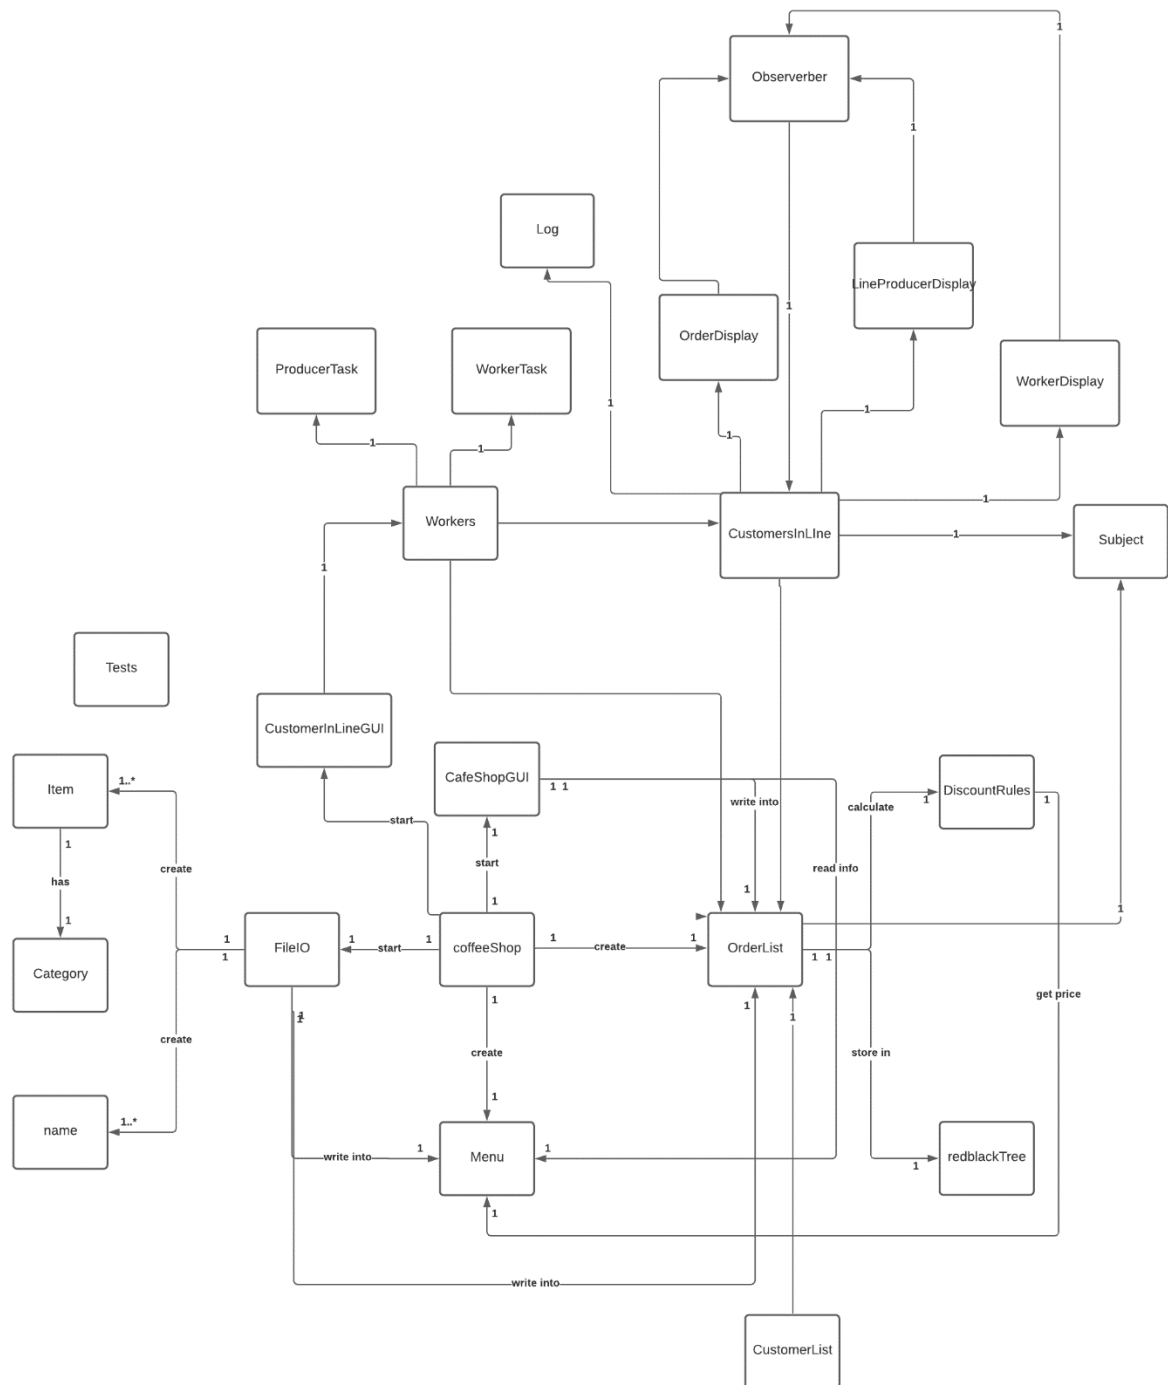 1
Observerber
1
Log
1
LineProducerDisplay
OrderDisplay
ProducerTask
WorkerTask
WorkerDisplay
1
1
1
1
1
1
Workers
CustomersInLIne
1
1
Subject
1
Tests
CustomerInLineGUI
CafeShopGUI
Item
1..*
1 1
DiscountRules
write into
calculate
1
1
start
1
1
start
has
create
read info
1
1
1
1
1
FileIO
1
start
1
coffeeShop
1
create
1
OrderList
1 1
Category
1
1
1
1
1
1
1
get price
create
create
store in
name
1..*
1
write into
1
Menu
1
redblackTree
1
1
write into
CustomerList